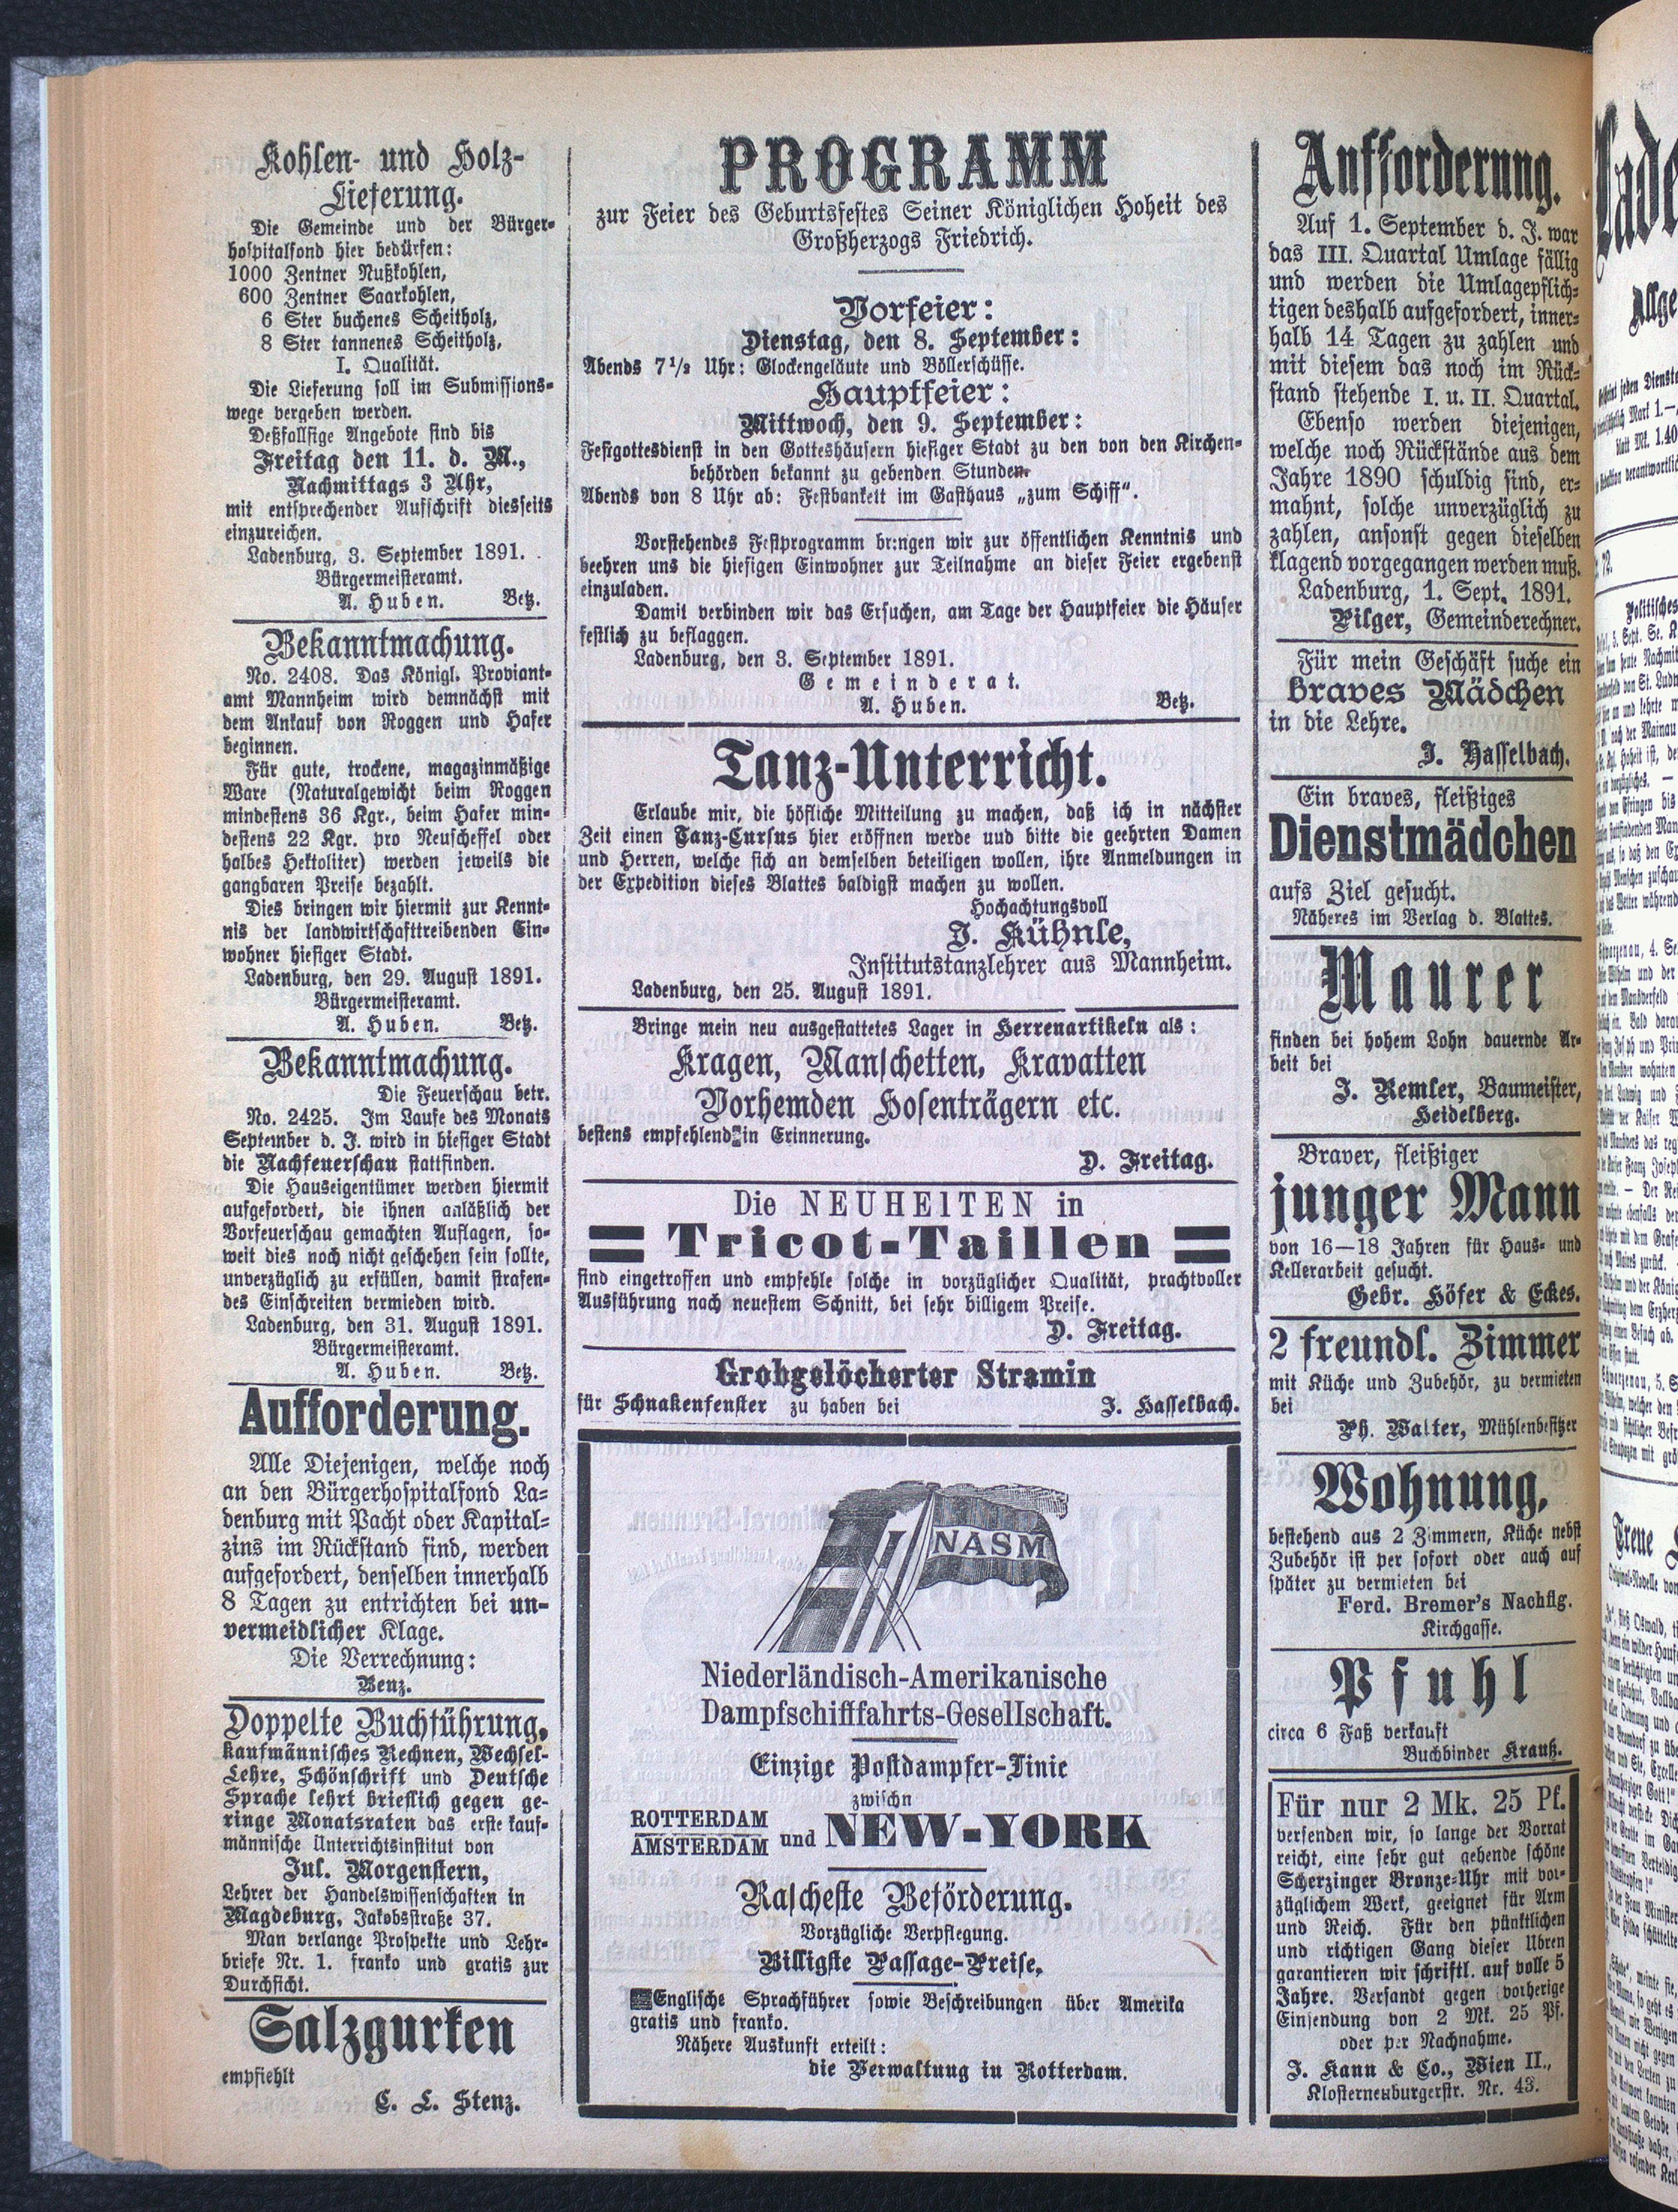 Kohlen- und Holz-
Lieferung.
Die Gemeinde und der Bürger-
hospitalfond hier bedürfen:
1000 Zentner Nußkohlen,
600 Zentner Saarkohlen,
6 Ster buchenes Scheitholz,
8 Ster tannenes Scheitholz,
I. Qualität.
Die Lieferung soll im Submissions-
wege vergeben werden.
Deßfallsige Angebote sind bis
Freitag den 11. d. M.,
Nachmittags 3 Uhr,
mit entsprechender Aufschrift diesseits
einzureichen.
Ladenburg, 3. September 1891.
Bürgermeisteramt.
A. Huben. Betz.
Bekanntmachung.
No. 2408. Das Königl. Proviant-
amt Mannheim wird demnächst mit
dem Ankauf von Roggen und Hafer
beginnen.
Für gute, trockene, magazinmäßige
Ware (Naturalgewicht beim Roggen
mindestens 36 Kgr., beim Hafer min-
destens 22 Kgr. pro Neuscheffel oder
halbes Hektoliter) werden jeweils die
gangbaren Preise bezahlt.
Dies bringen wir hiermit zur Kennt-
nis der landwirtschafttreibenden Ein-
wohner hiesiger Stadt.
Ladenburg, den 29. August 1891.
Bürgermeisteramt.
A. Huben. Betz.
Bekanntmachung.
Die Feuerschau betr.
No. 2425. Im Laufe des Monats
September d. J. wird in hiesiger Stadt
die Nachfeuerschau stattfinden.
Die Hauseigentümer werden hiermit
aufgefordert, die ihnen anläßlich der
Vorfeuerschau gemachten Auflagen, so-
weit dies noch nicht geschehen sein sollte,
unverzüglich zu erfüllen, damit strafen-
des Einschreiten vermieden wird.
Ladenburg, den 31. August 1891.
Bürgermeisteramt.
A. Huben. Betz.
Aufforderung.
Alle Diejenigen, welche noch
an den Bürgerhospitalfond La-
denburg mit Pacht oder Kapital-
zins im Rückstand sind, werden
aufgefordert, denselben innerhalb
8 Tagen zu entrichten bei un-
vermeidlicher Klage.
Die Verrechnung:
Benz.
Doppelte Buchführung,
kaufmännisches Rechnen, Wechsel-
Lehre, Schönschrift und Deutsche
Sprache lehrt brieflich gegen ge-
ringe Monatsraten das erste kauf-
männische Unterrichtsinstitut von
Jul. Morgenstern,
Lehrer der Handelswissenschaften in
Magdeburg, Jakobsstraße 37.
Man verlange Prospekte und Lehr-
briefe Nr. 1. franko und gratis zur
Durchsicht.
Salzgurken
empfiehlt
C. L. Stenz.
PROGRAMM
zur Feier des Geburtsfestes Seiner Königlichen Hoheit des
Großherzogs Friedrich.
Vorfeier:
Dienstag, den 8. September:
Abends 7 1/2 Uhr: Glockengeläute und Böllerschüsse.
Hauptfeier:
Mittwoch, den 9. September:
Festgottesdienst in den Gotteshäusern hiesiger Stadt zu den von den Kirchen-
behörden bekannt zu gebenden Stunden.
Abends von 8 Uhr ab: Festbankett im Gasthaus „zum Schiff".
Vorstehendes Festprogramm bringen wir zur öffentlichen Kenntnis und
beehren uns die hiesigen Einwohner zur Teilnahme an dieser Feier ergebenst
einzuladen.
Damit verbinden wir das Ersuchen, am Tage der Hauptfeier die Häuser
festlich zu beflaggen.
Ladenburg, den 3. September 1891.
Gemeinderat.
A. Huben. Betz.
Tanz-Unterricht.
Erlaube mir, die höfliche Mitteilung zu machen, daß ich in nächster
Zeit einen Tanz-Cursus hier eröffnen werde und bitte die geehrten Damen
und Herren, welche sich an demselben beteiligen wollen, ihre Anmeldungen in
der Expedition dieses Blattes baldigst machen zu wollen.
Hochachtungsvoll
J. Kühnle,
Institutstanzlehrer aus Mannheim.
Ladenburg, den 25. August 1891.
Bringe mein neu ausgestattetes Lager in Herrenartikeln als:
Kragen, Manschetten, Kravatten
Vorhemden Hosenträgern etc.
bestens empfehlend in Erinnerung.
D. Freitag.
Die NEUHEITEN in
Tricot-Taillen
sind eingetroffen und empfehle solche in vorzüglicher Qualität, prachtvoller
Ausführung nach neuestem Schnitt, bei sehr billigem Preise.
D. Freitag.
Grobgelöcherter Stramin
für Schnakenfenster zu haben bei J. Hasselbach.
NASM
Niederländisch-Amerikanische
Dampfschifffahrts-Gesellschaft.
Einzige Postdampfer-Linie
zwischn
ROTTERDAM
AMSTERDAM und NEW-YORK
Rascheste Beförderung.
Vorzügliche Verpflegung.
Billigste Passage-Preise,
Englische Sprachführer sowie Beschreibungen über Amerika
gratis und franko.
Nähere Auskunft erteilt:
die Verwaltung in Rotterdam.
Aufforderung.
Auf 1. September d. J. war
das III. Quartal Umlage fällig
und werden die Umlagepflich-
tigen deshalb aufgefordert, inner-
halb 14 Tagen zu zahlen und
mit diesem das noch im Rück-
stand stehende I. u. II. Quartal.
Ebenso werden diejenigen,
welche noch Rückstände aus dem
Jahre 1890 schuldig sind, er-
mahnt, solche unverzüglich zu
zahlen, ansonst gegen dieselben
klagend vorgegangen werden muß.
Ladenburg, 1. Sept. 1891.
Pilger, Gemeinderechner.
Für mein Geschäft suche ein
braves Mädchen
in die Lehre.
J. Hasselbach.
Ein braves, fleißiges
Dienstmädchen
aufs Ziel gesucht.
Näheres im Verlag d. Blattes.
Maurer
finden bei hohem Lohn dauernde Ar-
beit bei
J. Remler, Baumeister,
Heidelberg.
Braver, fleißiger
junger Mann
von 16—18 Jahren für Haus- und
Kellerarbeit gesucht.
Gebr. Höfer & Eckes.
2 freundl. Zimmer
mit Küche und Zubehör, zu vermieten
bei
Ph. Walter, Mühlenbesitzer
Wohnung,
bestehend aus 2 Zimmern, Küche nebst
Zubehör ist per sofort oder auch auf
später zu vermieten bei
Ferd. Bremer's Nachflg.
Kirchgasse.
Pfuhl
circa 6 Faß verkauft
Buchbinder Krauß.
Für nur 2 Mk. 25 Pf.
versenden wir, so lange der Vorrat
reicht, eine sehr gut gehende schöne
Scherzinger Bronze-Uhr mit vor-
züglichem Werk, geeignet für Arm
und Reich. Für den pünktlichen
und richtigen Gang dieser Uhren
garantieren wir schriftl. auf volle 5
Jahre. Versandt gegen vorherige
Einsendung von 2 Mk. 25 Pf.
oder per Nachnahme.
J. Kann & Co., Wien II.,
Klosterneuburgerstr. Nr. 43.